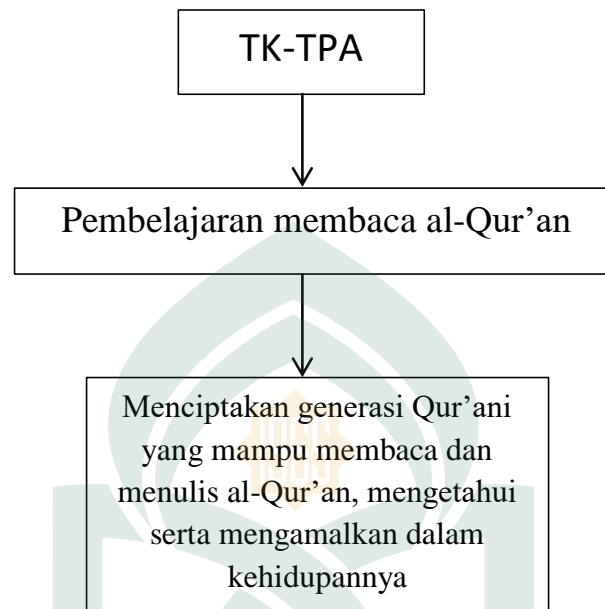 TK-TPA
Pembelajaran membaca al-Qur’an
Menciptakan generasi Qur’ani
yang mampu membaca dan
menulis al-Qur’an, mengetahui
serta mengamalkan dalam
kehidupannya